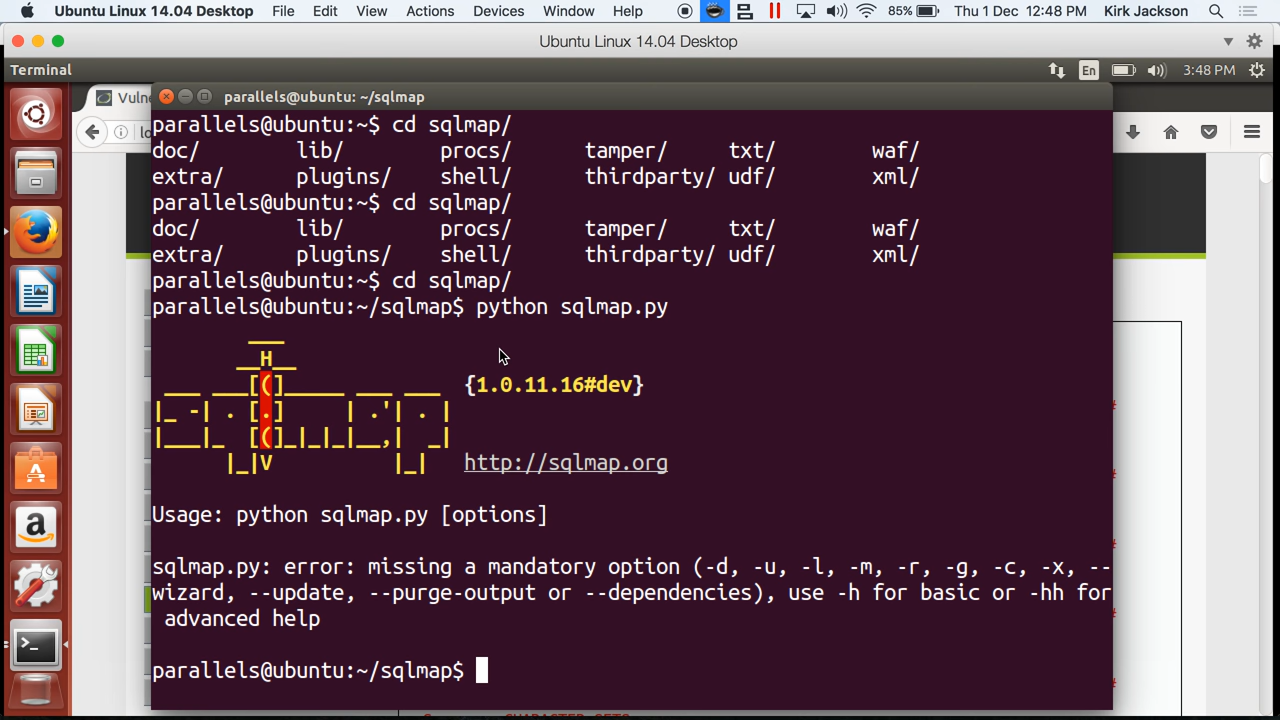 Ubuntu Linux 14.04 Desktop File Edit View Actions Devices Window Help 85% Thu 1 Dec 12:48 PM Kirk Jackson
Ubuntu Linux 14.04 Desktop
Terminal En 3:48 PM
Vulne
parallels@ubuntu: ~/sqlmap
parallels@ubuntu:~$ cd sqlmap/
doc/ lib/ procs/ tamper/ txt/ waf/
extra/ plugins/ shell/ thirdparty/ udf/ xml/
parallels@ubuntu:~$ cd sqlmap/
doc/ lib/ procs/ tamper/ txt/ waf/
extra/ plugins/ shell/ thirdparty/ udf/ xml/
parallels@ubuntu:~$ cd sqlmap/
parallels@ubuntu:~/sqlmap$ python sqlmap.py
H
{1.0.11.16#dev}
V http://sqlmap.org
Usage: python sqlmap.py [options]
sqlmap.py: error: missing a mandatory option (-d, -u, -l, -m, -r, -g, -c, -x, --
wizard, --update, --purge-output or --dependencies), use -h for basic or -hh for
advanced help
parallels@ubuntu:~/sqlmap$